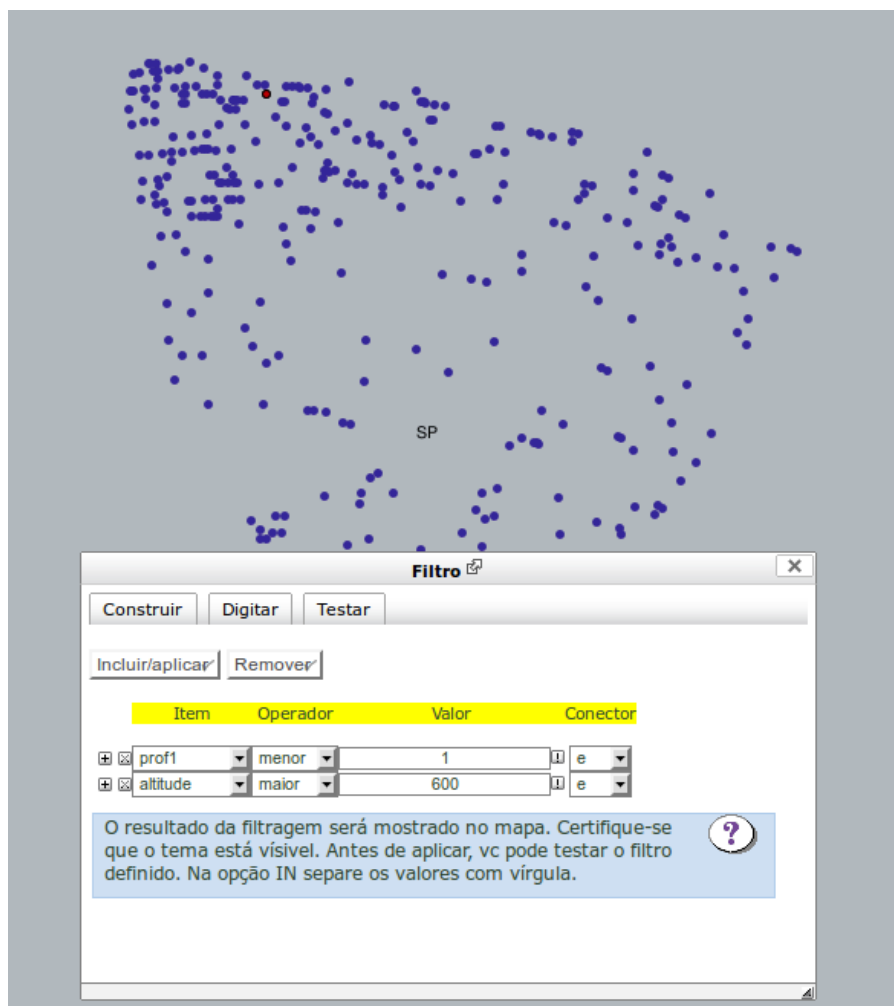 SP
Filtro
Construir Digitar Testar
Incluir/aplicar Remover
Item Operador Valor Conector
prof1 menor 1 e
altitude maior 600 e
O resultado da filtragem será mostrado no mapa. Certifique-se
que o tema está vísivel. Antes de aplicar, vc pode testar o filtro
definido. Na opção IN separe os valores com vírgula.
?